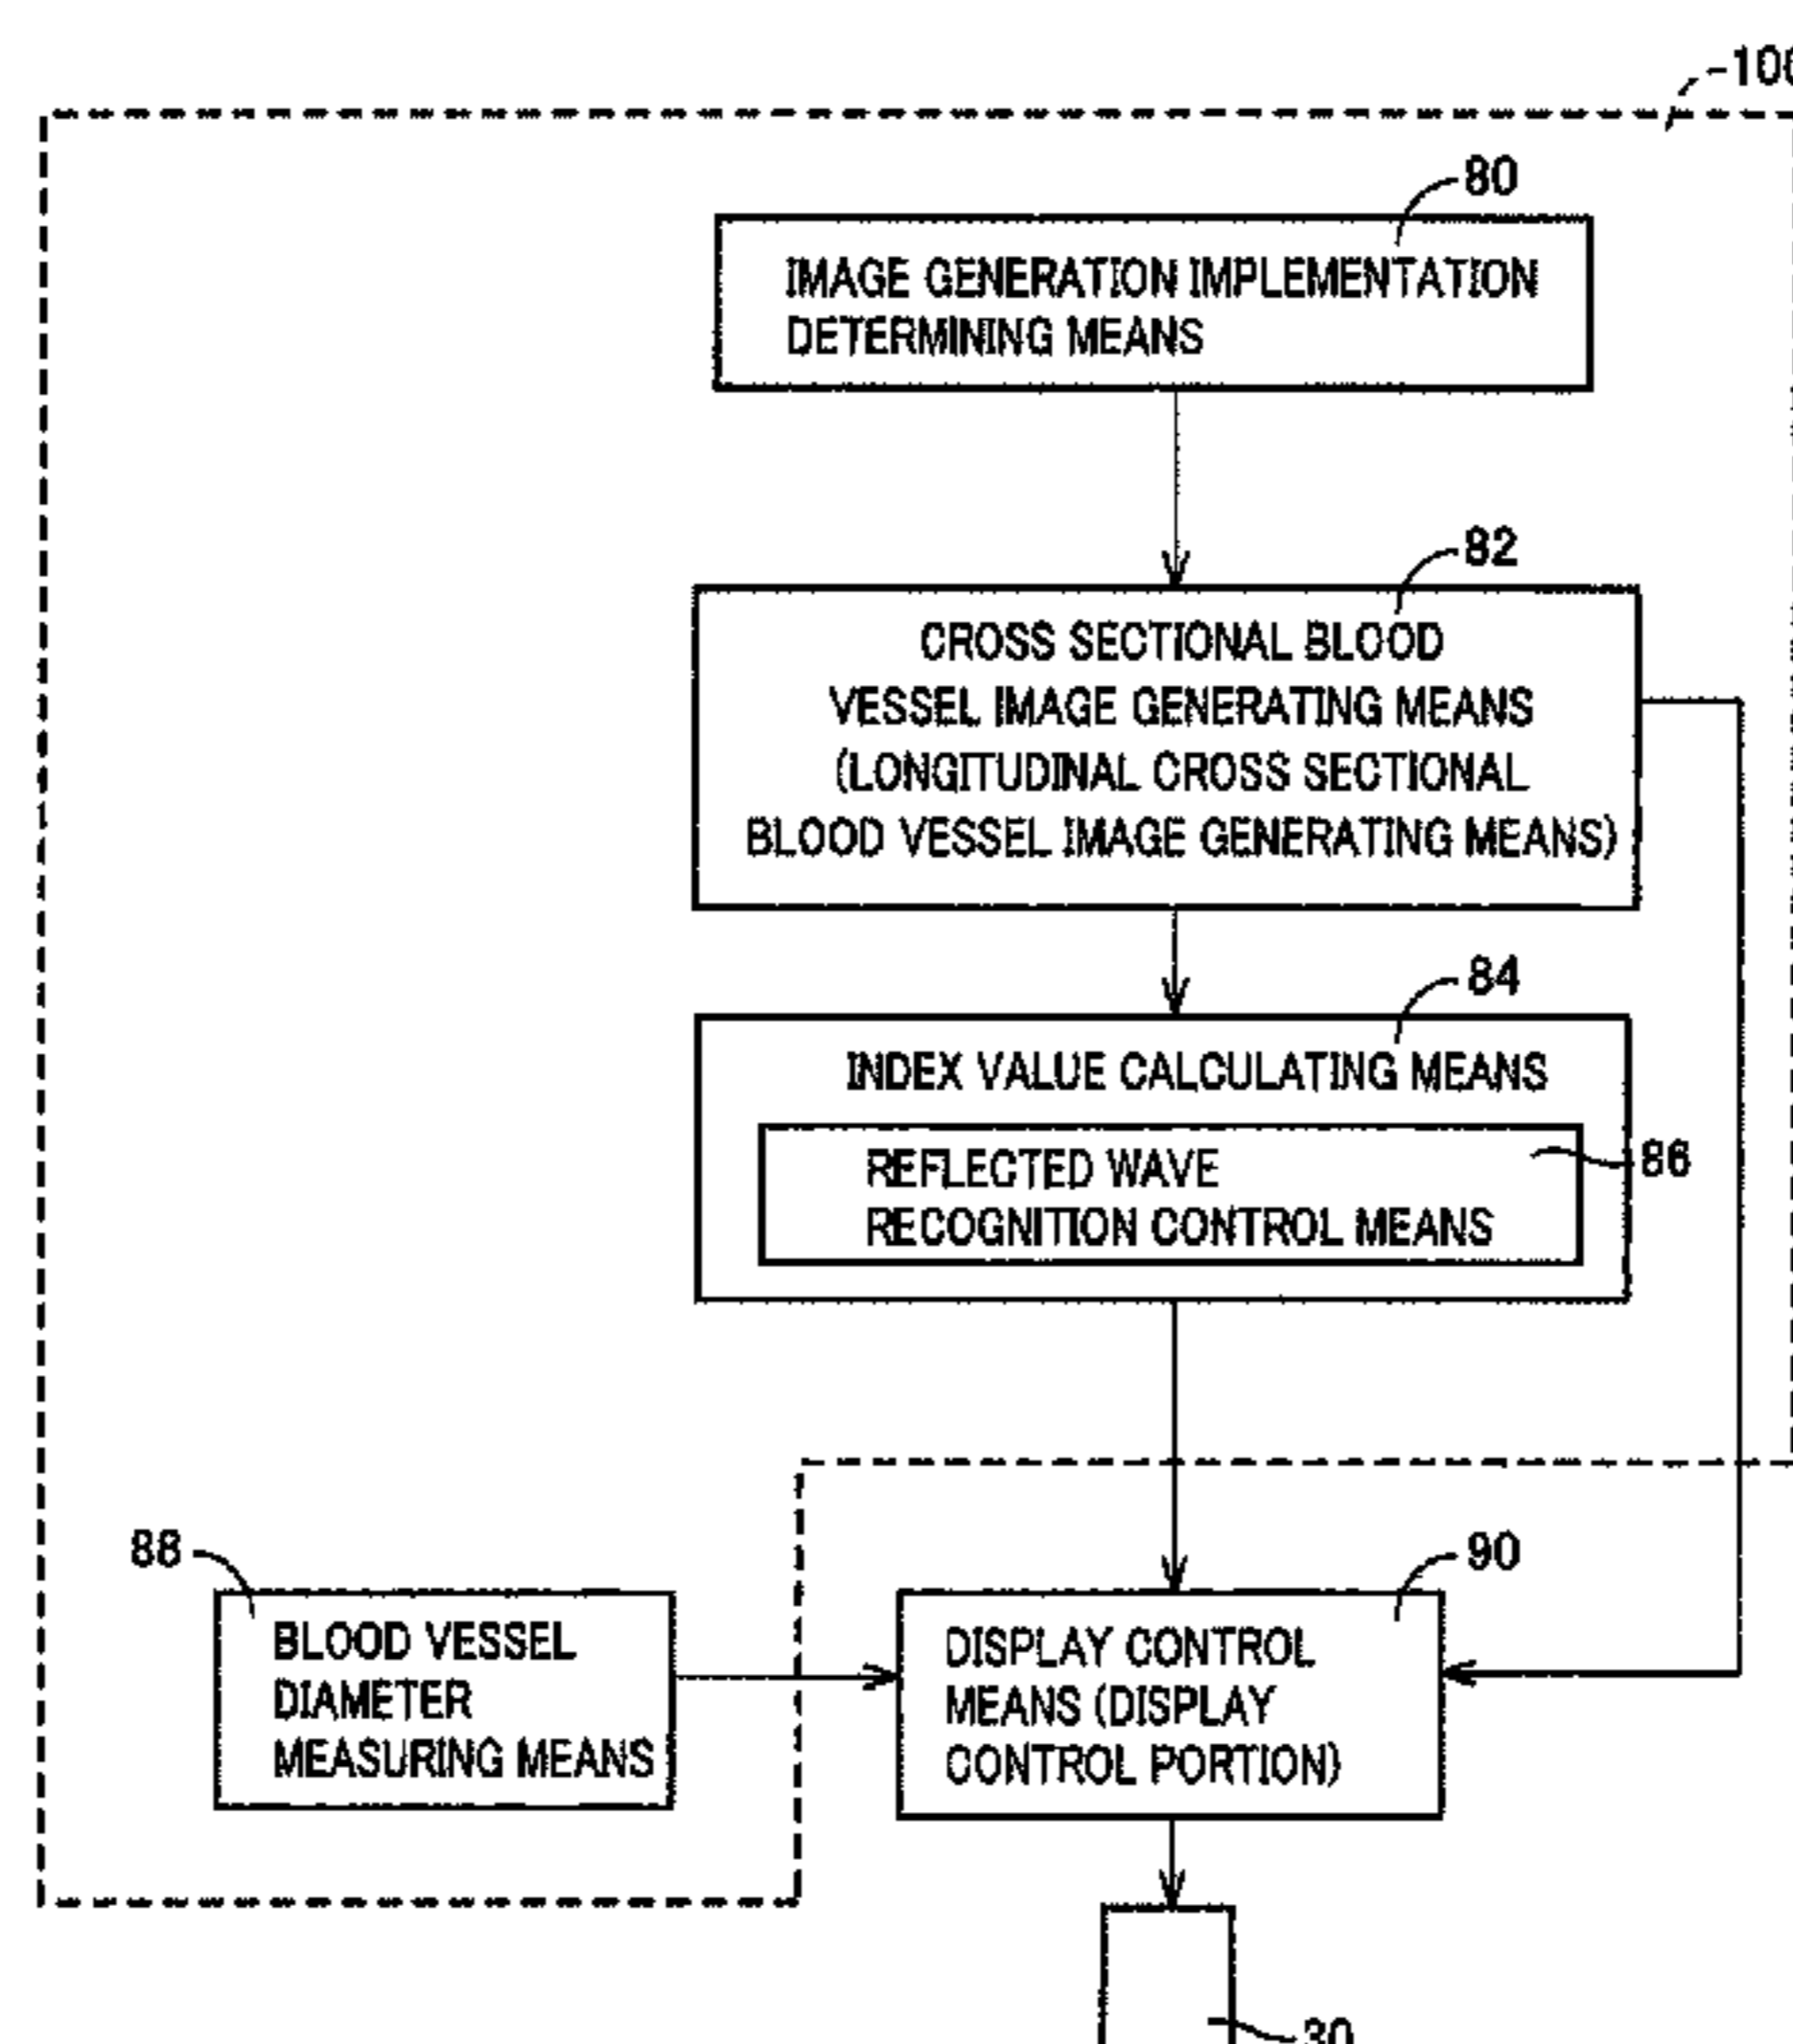 100
80
IMAGE GENERATION IMPLEMENTATION
DETERMINING MEANS
82
CROSS SECTIONAL BLOOD
VESSEL IMAGE GENERATING MEANS
(LONGITUDINAL CROSS SECTIONAL
BLOOD VESSEL IMAGE GENERATING MEANS)
84
INDEX VALUE CALCULATING MEANS
REFLECTED WAVE
RECOGNITION CONTROL MEANS
86
88
BLOOD VESSEL
DIAMETER
MEASURING MEANS
90
DISPLAY CONTROL
MEANS (DISPLAY
CONTROL PORTION)
30